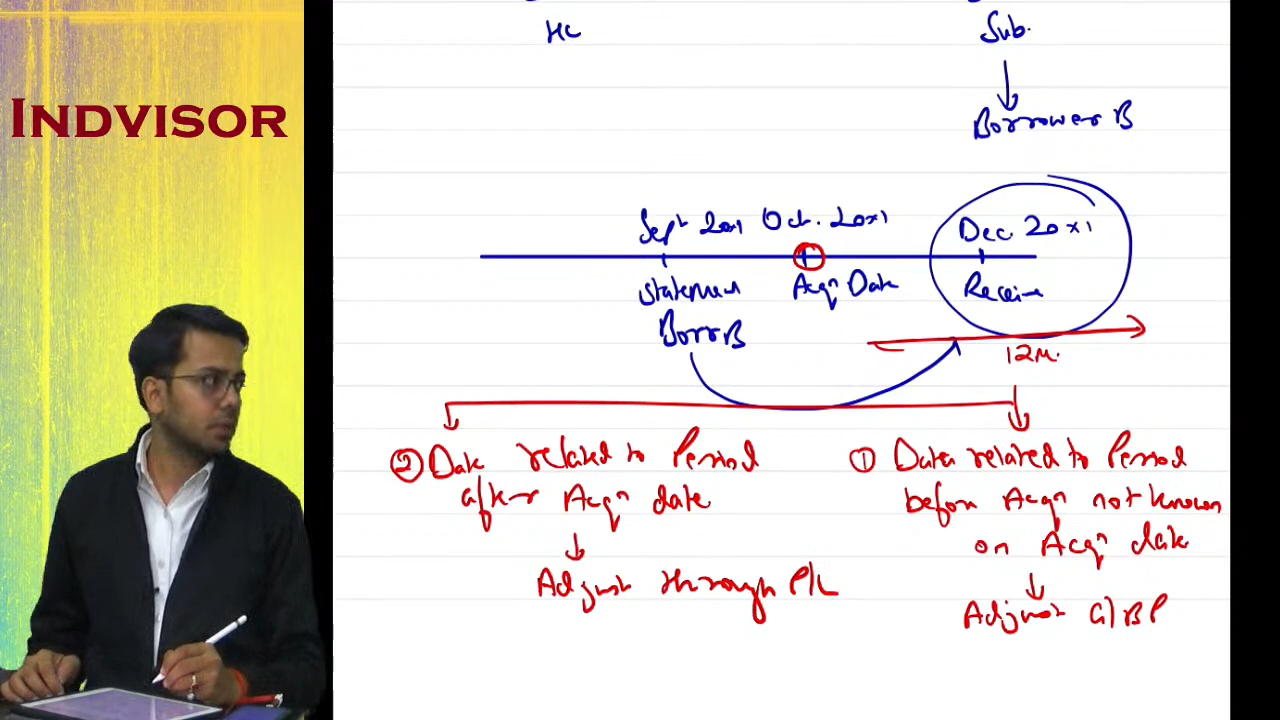 INDVISOR
HC
Sub.
Borrower B
Sept 20x1 Oct. 20x1
Dec 20x1
Statemen
Acqn Date
Receive
Borr B
12M.
② Data related to Period
after Acqn date
Adjust through P/L
① Data related to Period
before Acqn not known
on Acqn date
Adjust G/BP